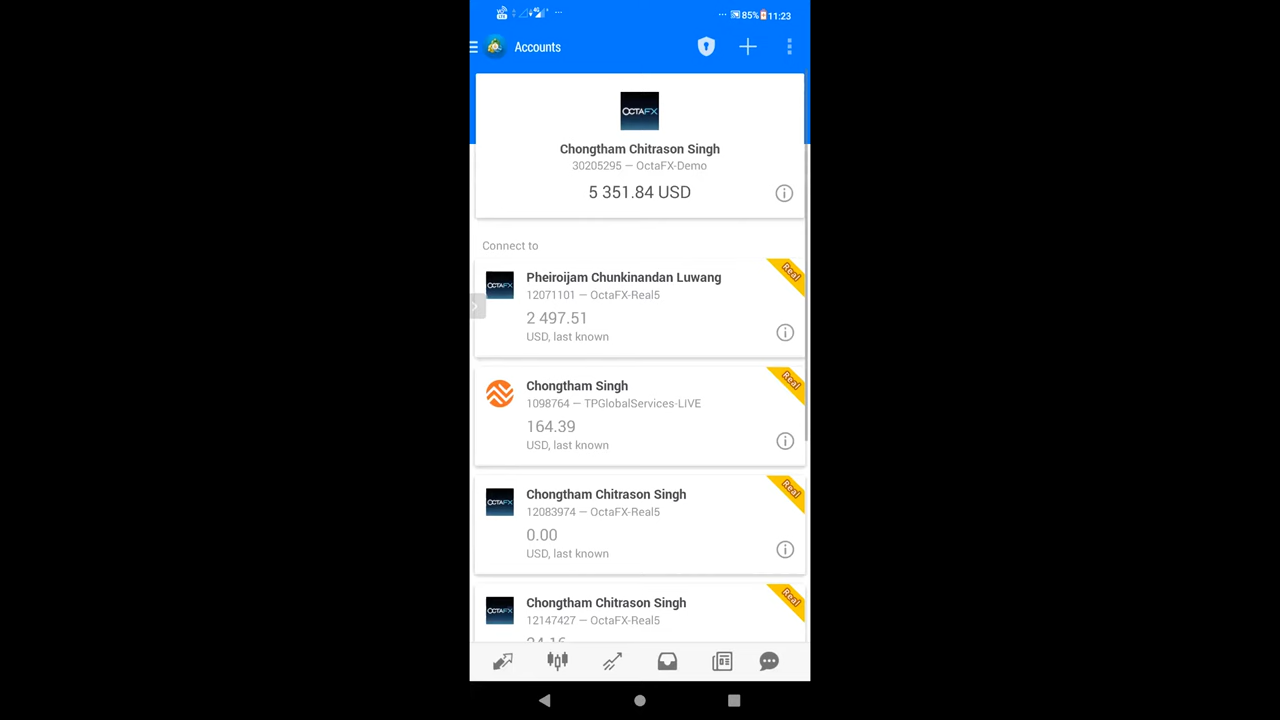 85% 11:23
Accounts
OCTAFX
Chongtham Chitrason Singh
30205295 — OctaFX-Demo
5 351.84 USD
Connect to
Real
Pheiroijam Chunkinandan Luwang
OCTAFX
12071101 — OctaFX-Real5
2 497.51
USD, last known
Real
Chongtham Singh
1098764 — TPGlobalServices-LIVE
164.39
USD, last known
Real
Chongtham Chitrason Singh
OCTAFX
12083974 — OctaFX-Real5
0.00
USD, last known
Real
Chongtham Chitrason Singh
OCTAFX
12147427 — OctaFX-Real5